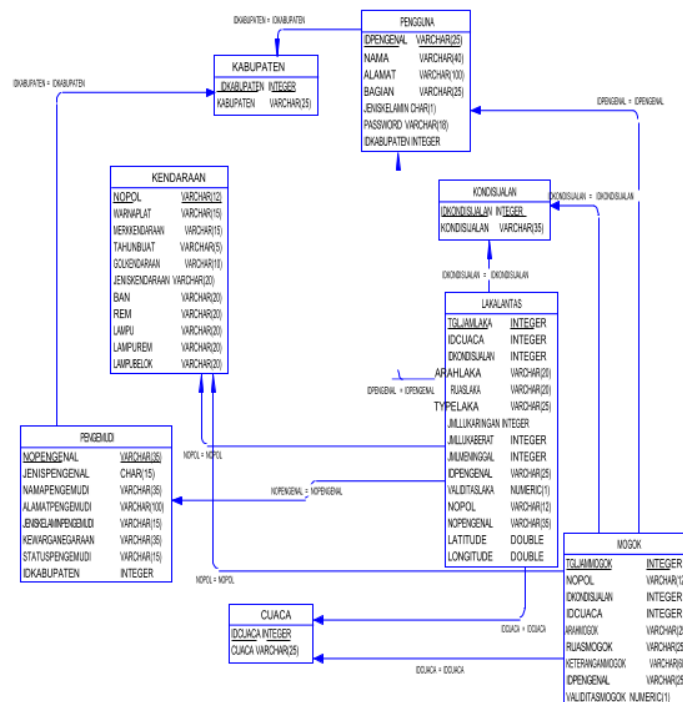 PENGGUNA
IDPENGENAL VARCHAR(25)
NAMA VARCHAR(40)
ALAMAT VARCHAR(100)
BAGIAN VARCHAR(25)
JENISKELAMIN CHAR(1)
PASSWORD VARCHAR(18)
IDKABUPATEN INTEGER
IDKABUPATEN = IDKABUPATEN
KABUPATEN
IDKABUPATEN INTEGER
KABUPATEN VARCHAR(25)
IDKABUPATEN = IDKABUPATEN
IDPENGENAL = IDPENGENAL
KENDARAAN
NOPOL VARCHAR(12)
WARNAPLAT VARCHAR(15)
MERKKENDARAAN VARCHAR(15)
TAHUNBUAT VARCHAR(5)
GOLKENDARAAN VARCHAR(10)
JENISKENDARAAN VARCHAR(20)
BAN VARCHAR(20)
REM VARCHAR(20)
LAMPU VARCHAR(20)
LAMPUREM VARCHAR(20)
LAMPUBELOK VARCHAR(20)
KONDISIJALAN
IDKONDISIJALAN INTEGER
KONDISIJALAN VARCHAR(35)
IDKONDISIJALAN = IDKONDISIJALAN
IDKONDISIJALAN = IDKONDISIJALAN
LAKALANTAS
TGLJAMLAKA INTEGER
IDCUACA INTEGER
IDKONDISIJALAN INTEGER
ARAHLAKA VARCHAR(20)
RUASLAKA VARCHAR(20)
TYPELAKA VARCHAR(25)
JMLLUKARINGAN INTEGER
JMLLUKABERAT INTEGER
JMLMENINGGAL INTEGER
IDPENGENAL VARCHAR(25)
VALIDITASLAKA NUMERIC(1)
NOPOL VARCHAR(12)
NOPENGENAL VARCHAR(35)
LATITUDE DOUBLE
LONGITUDE DOUBLE
IDPENGENAL = IDPENGENAL
PENGEMUDI
NOPENGENAL VARCHAR(35)
JENISPENGENAL CHAR(15)
NAMAPENGEMUDI VARCHAR(35)
ALAMATPENGEMUDI VARCHAR(100)
JENISKELAMINPENGEMUDI VARCHAR(15)
KEWARGANEGARAAN VARCHAR(35)
STATUSPENGEMUDI VARCHAR(15)
IDKABUPATEN INTEGER
NOPOL = NOPOL
NOPENGENAL = NOPENGENAL
NOPOL = NOPOL
MOGOK
TGLJAMMOGOK INTEGER
NOPOL VARCHAR(12
IDKONDISIJALAN INTEGER
IDCUACA INTEGER
ARAHMOGOK
RUASMOGOK VARCHAR(25
KETERANGANMOGOK
IDPENGENAL VARCHAR(25
VALIDITASMOGOK NUMERIC(1)
CUACA
IDCUACA INTEGER
CUACA VARCHAR(25)
IDCUACA = IDCUACA
IDCUACA = IDCUACA